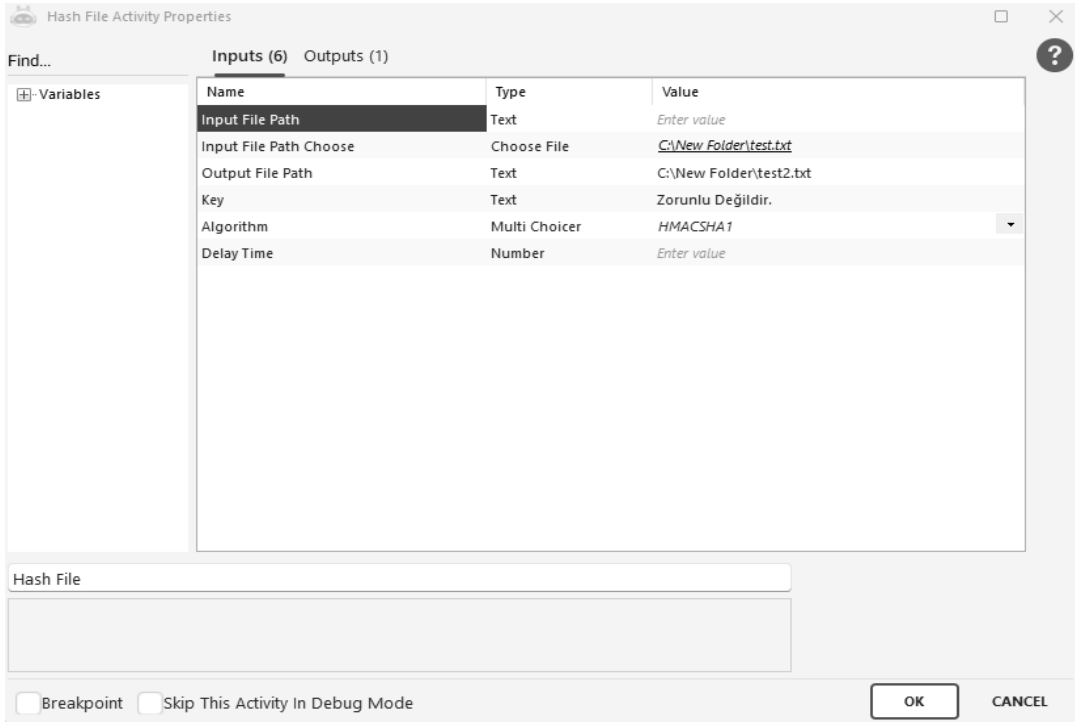 Hash File Activity Properties
Find...
Inputs (6) Outputs (1)
?
Variables
Name Type Value
Input File Path Text Enter value
Input File Path Choose Choose File C:\New Folder\test.txt
Output File Path Text C:\New Folder\test2.txt
Key Text Zorunlu Değildir.
Algorithm Multi Choicer HMACSHA1
Delay Time Number Enter value
Hash File
Breakpoint Skip This Activity In Debug Mode OK CANCEL